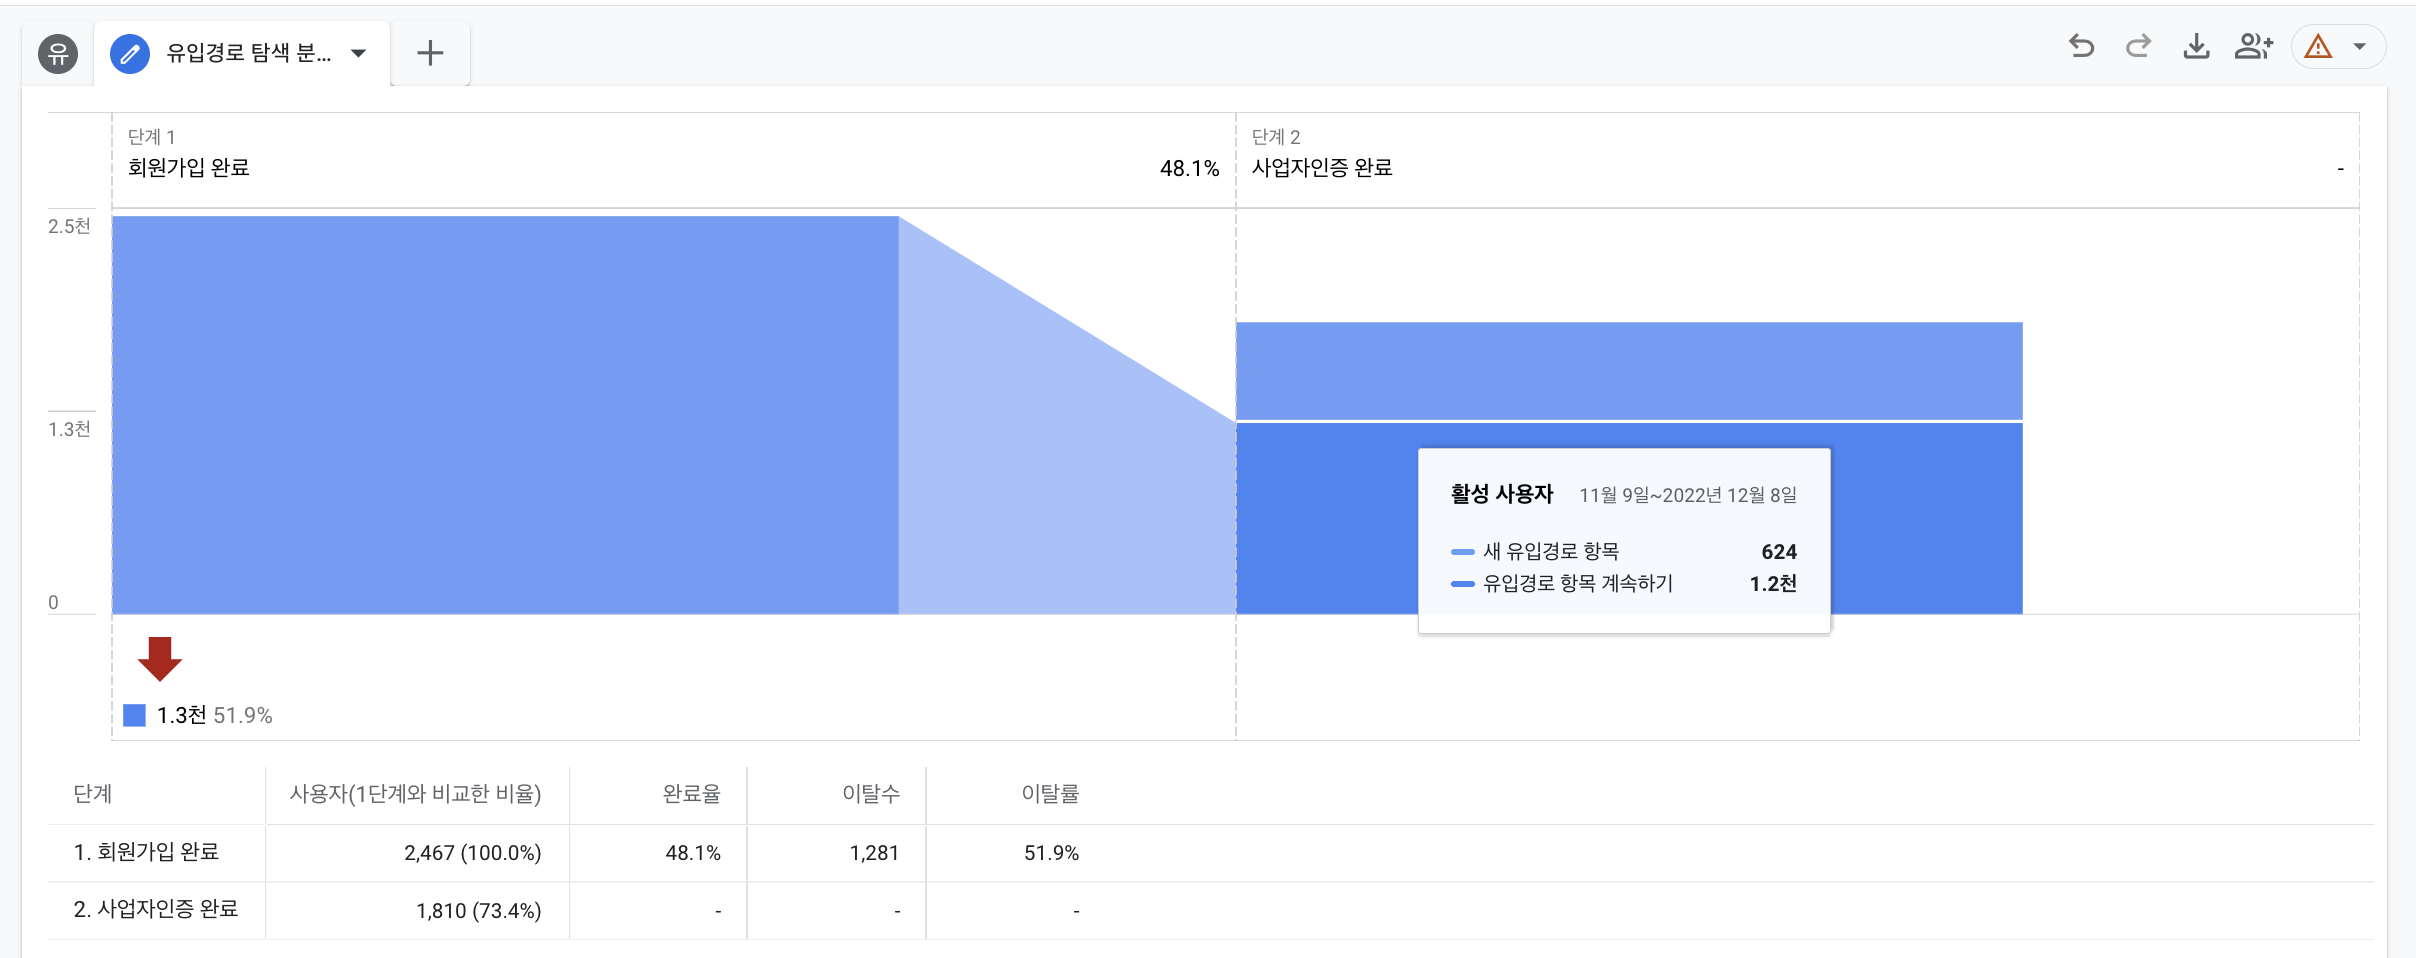 유
유입경로 탐색 분...
단계 1
회원가입 완료
48.1%
단계 2
사업자인증 완료
-
2.5천
1.3천
0
활성 사용자 11월 9일~2022년 12월 8일
새 유입경로 항목 624
유입경로 항목 계속하기 1.2천
1.3천 51.9%
단계 사용자(1단계와 비교한 비율) 완료율 이탈수 이탈률
1. 회원가입 완료 2,467 (100.0%) 48.1% 1,281 51.9%
2. 사업자인증 완료 1,810 (73.4%) - - -